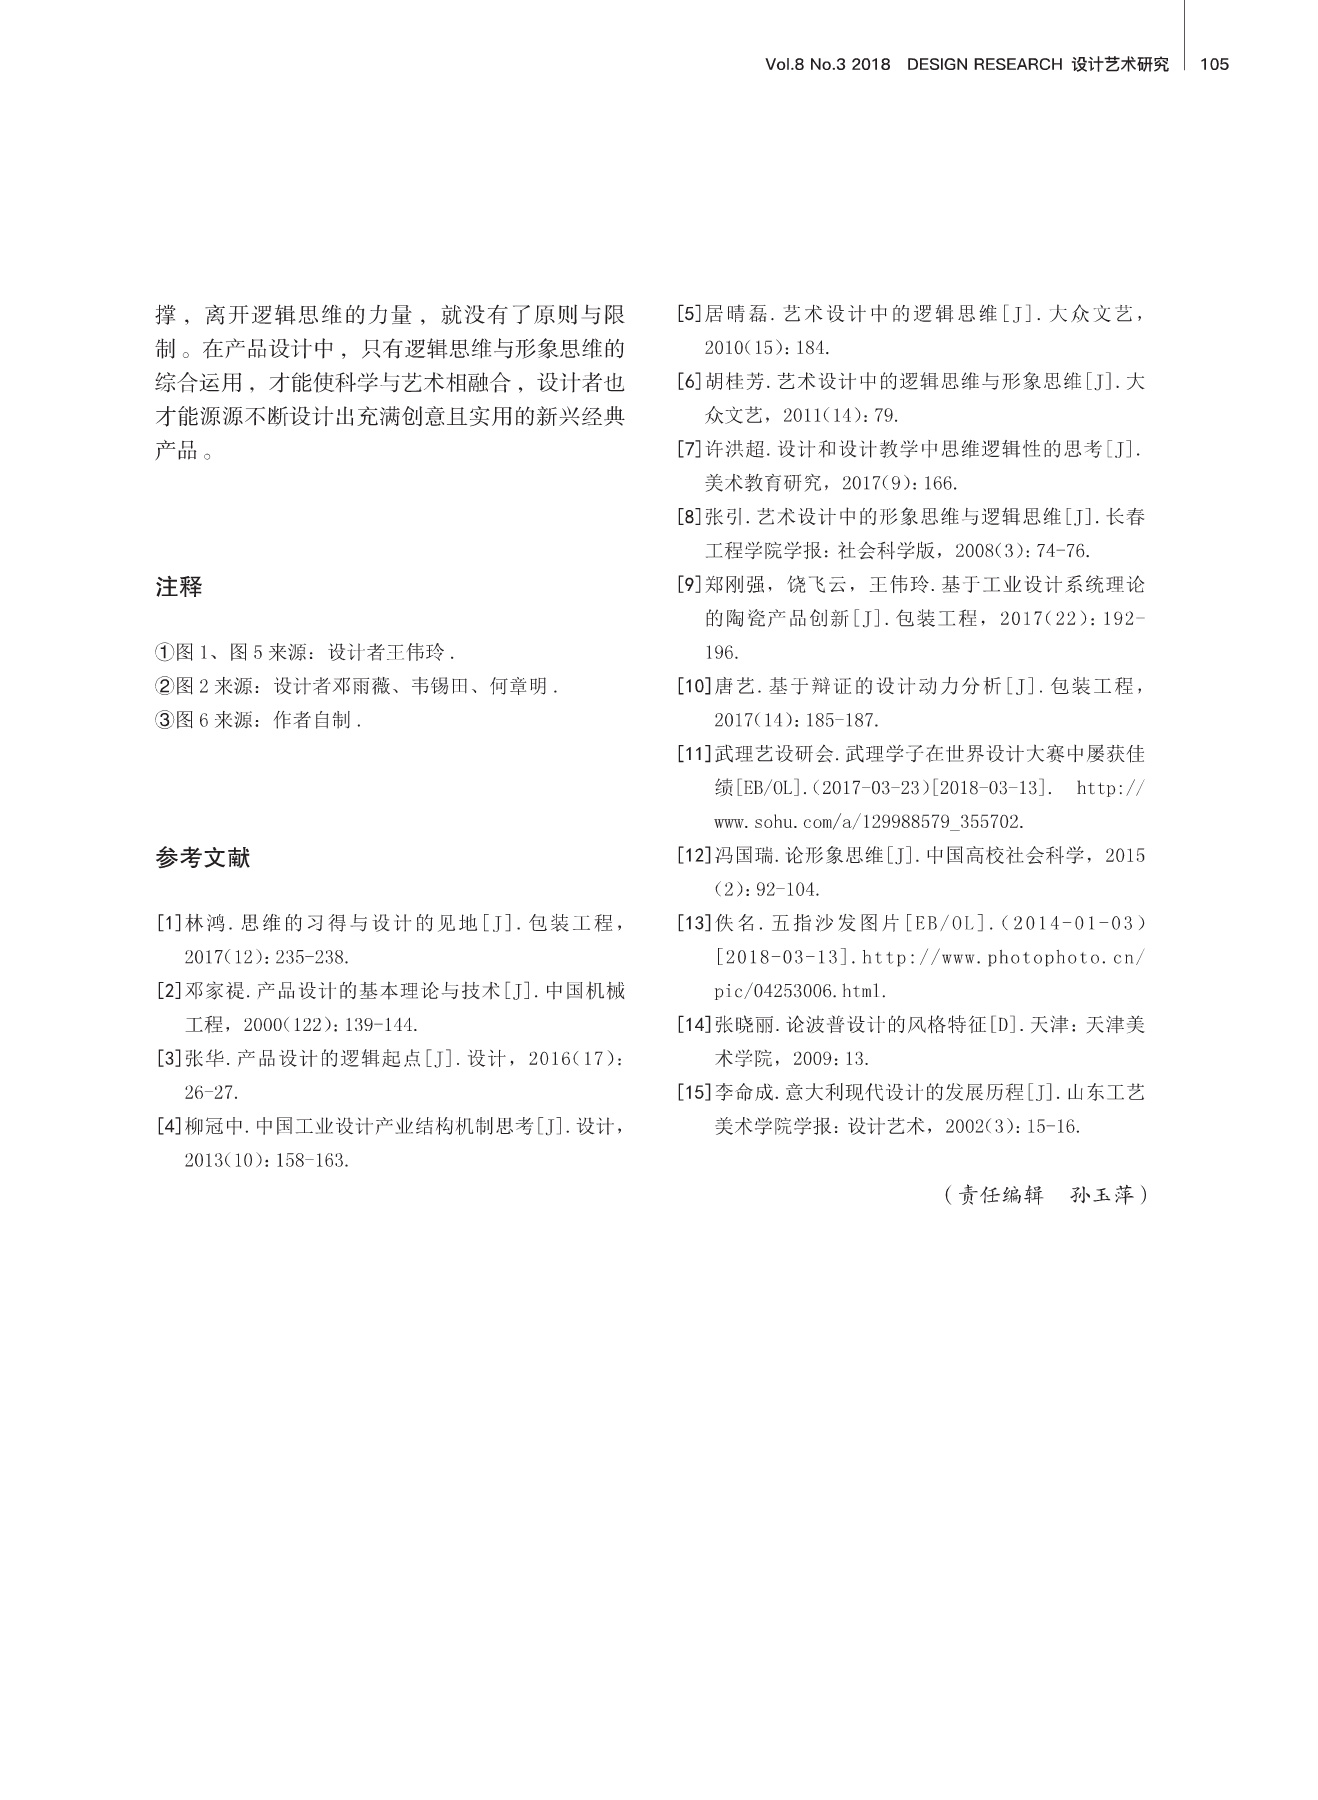 Vol.8 No.3 2018 DESIGN RESEARCH 设计艺术研究 105
撑，离开逻辑思维的力量，就没有了原则与限
制。在产品设计中，只有逻辑思维与形象思维的
综合运用，才能使科学与艺术相融合，设计者也
才能源源不断设计出充满创意且实用的新兴经典
产品。
注释
①图 1、图 5 来源：设计者王伟玲 .
②图 2 来源：设计者邓雨薇、韦锡田、何章明 .
③图 6 来源：作者自制 .
参考文献
[1]林鸿. 思维的习得与设计的见地[J]. 包装工程，
2017(12): 235-238.
[2]邓家褆. 产品设计的基本理论与技术[J]. 中国机械
工程，2000(122): 139-144.
[3]张华. 产品设计的逻辑起点[J]. 设计，2016(17):
26-27.
[4]柳冠中. 中国工业设计产业结构机制思考[J]. 设计，
2013(10): 158-163.
[5]居晴磊. 艺术设计中的逻辑思维[J]. 大众文艺，
2010(15): 184.
[6]胡桂芳. 艺术设计中的逻辑思维与形象思维[J]. 大
众文艺，2011(14): 79.
[7]许洪超. 设计和设计教学中思维逻辑性的思考[J].
美术教育研究，2017(9): 166.
[8]张引. 艺术设计中的形象思维与逻辑思维[J]. 长春
工程学院学报: 社会科学版，2008(3): 74-76.
[9]郑刚强，饶飞云，王伟玲. 基于工业设计系统理论
的陶瓷产品创新[J]. 包装工程，2017(22): 192-
196.
[10]唐艺. 基于辩证的设计动力分析[J]. 包装工程，
2017(14): 185-187.
[11]武理艺设研会. 武理学子在世界设计大赛中屡获佳
绩[EB/OL].(2017-03-23)[2018-03-13]. http://
www.sohu.com/a/129988579_355702.
[12]冯国瑞. 论形象思维[J]. 中国高校社会科学，2015
(2): 92-104.
[13]佚名. 五指沙发图片[EB/OL].(2014-01-03)
[2018-03-13].http://www.photophoto.cn/
pic/04253006.html.
[14]张晓丽. 论波普设计的风格特征[D]. 天津: 天津美
术学院，2009: 13.
[15]李命成. 意大利现代设计的发展历程[J]. 山东工艺
美术学院学报: 设计艺术，2002(3): 15-16.
（责任编辑 孙玉萍）